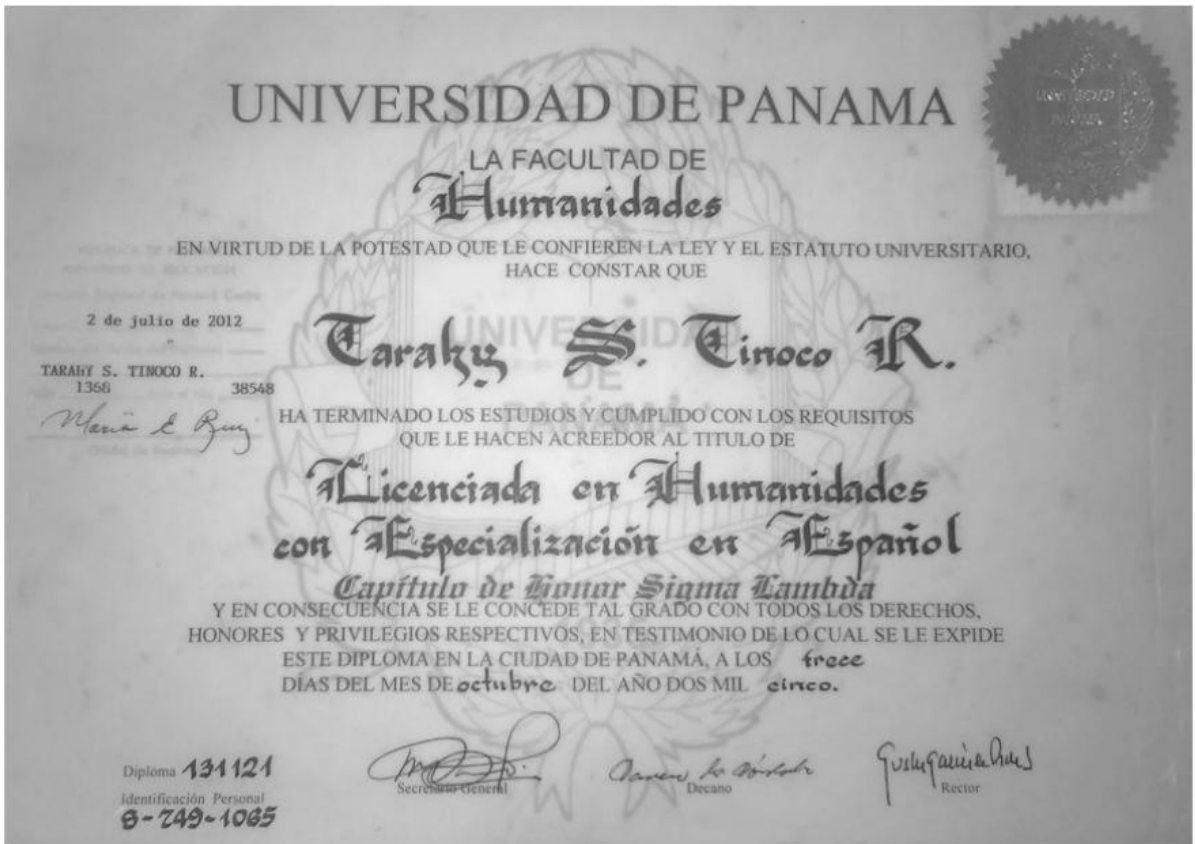 UNIVERSIDAD DE PANAMA
LA FACULTAD DE
Humanidades
EN VIRTUD DE LA POTESTAD QUE LE CONFIEREN LA LEY Y EL ESTATUTO UNIVERSITARIO,
HACE CONSTAR QUE
Tarahy S. Tinoco R.
HA TERMINADO LOS ESTUDIOS Y CUMPLIDO CON LOS REQUISITOS
QUE LE HACEN ACREEDOR AL TITULO DE
Licenciada en Humanidades
con Especialización en Español
Capítulo de Honor Sigma Lambda
Y EN CONSECUENCIA SE LE CONCEDE TAL GRADO CON TODOS LOS DERECHOS,
HONORES Y PRIVILEGIOS RESPECTIVOS, EN TESTIMONIO DE LO CUAL SE LE EXPIDE
ESTE DIPLOMA EN LA CIUDAD DE PANAMÁ, A LOS trece
DÍAS DEL MES DE octubre DEL AÑO DOS MIL cinco.
2 de julio de 2012
TARAHY S. TINOCO R.
1368 38548
Maria E Ruiz
UNIVERSIDAD
DE
PANAMÁ
Diploma 131121
Identificación Personal
8-749-1065
Secretario General
Decano
Rector